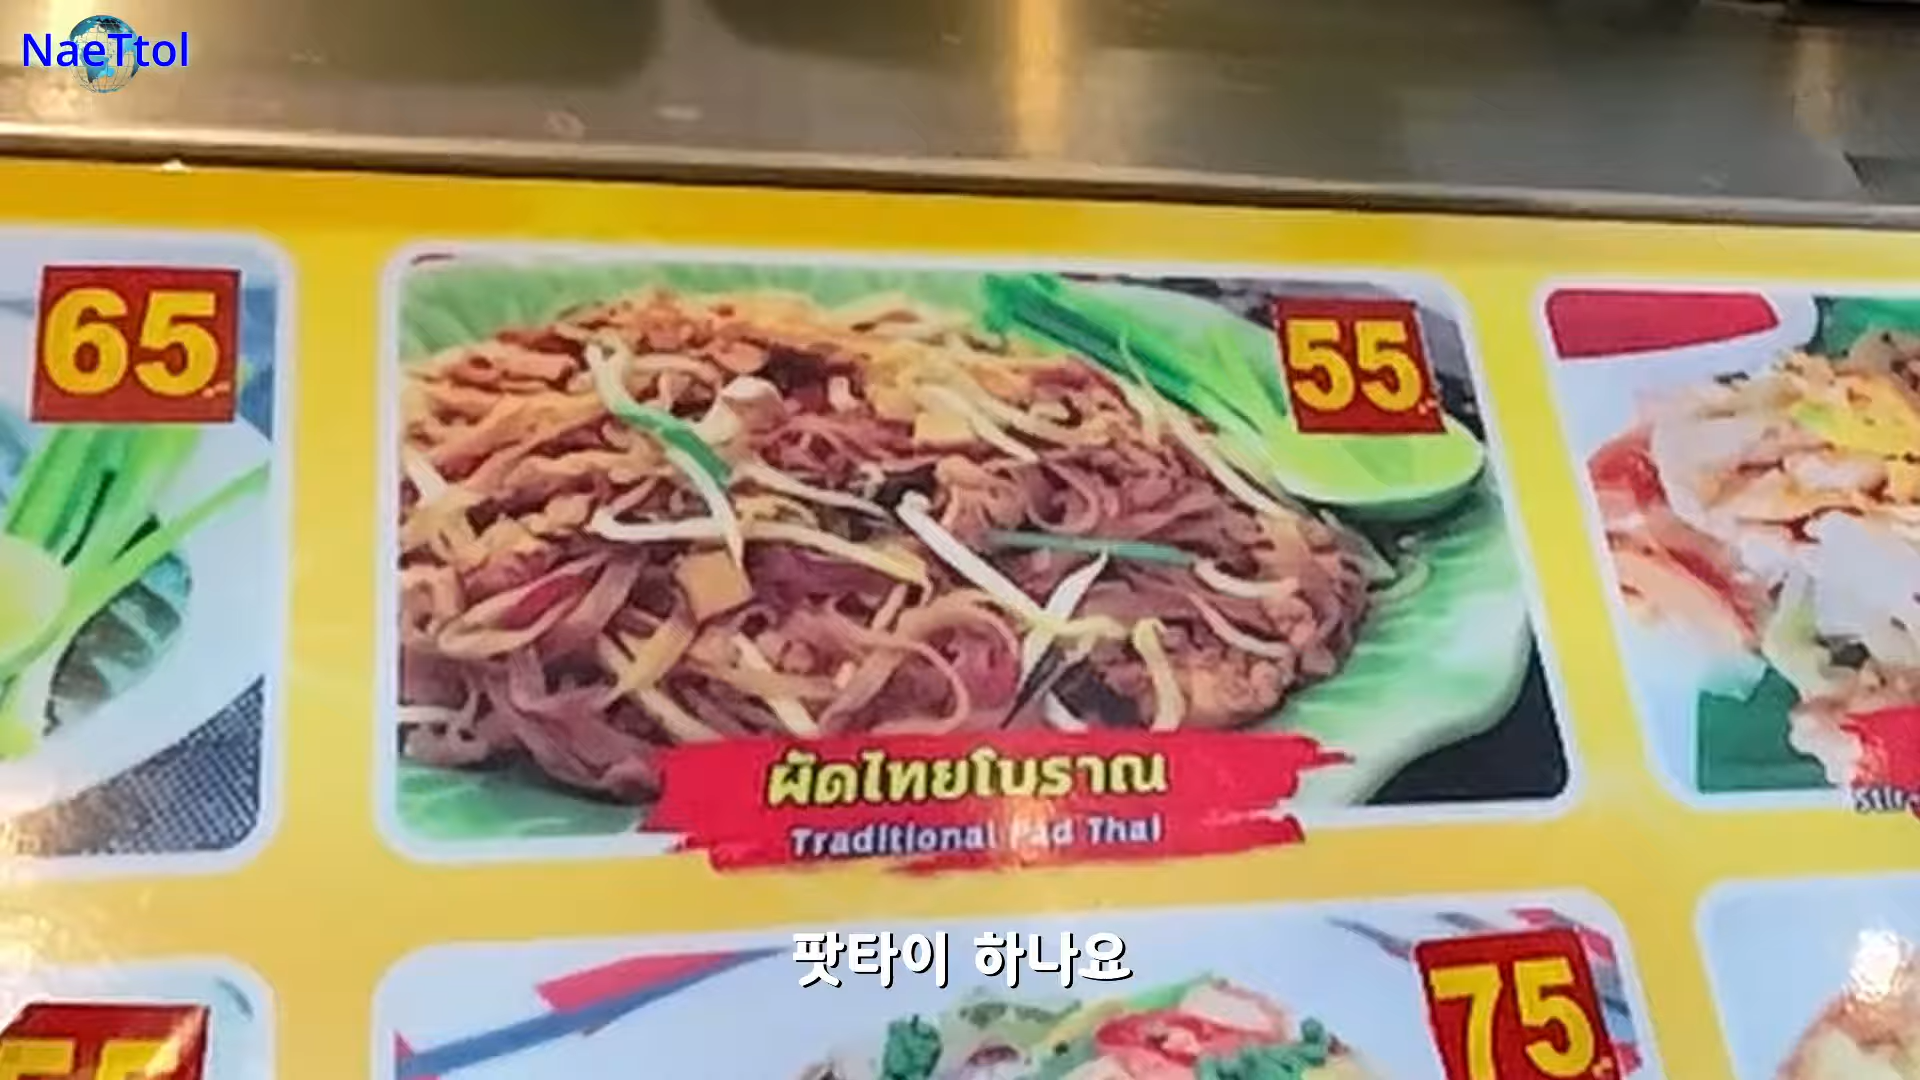 NaeTtol
65.-
55.-
ผัดไทยโบราณ
Traditional Pad Thai
팟타이 하나요
75.-